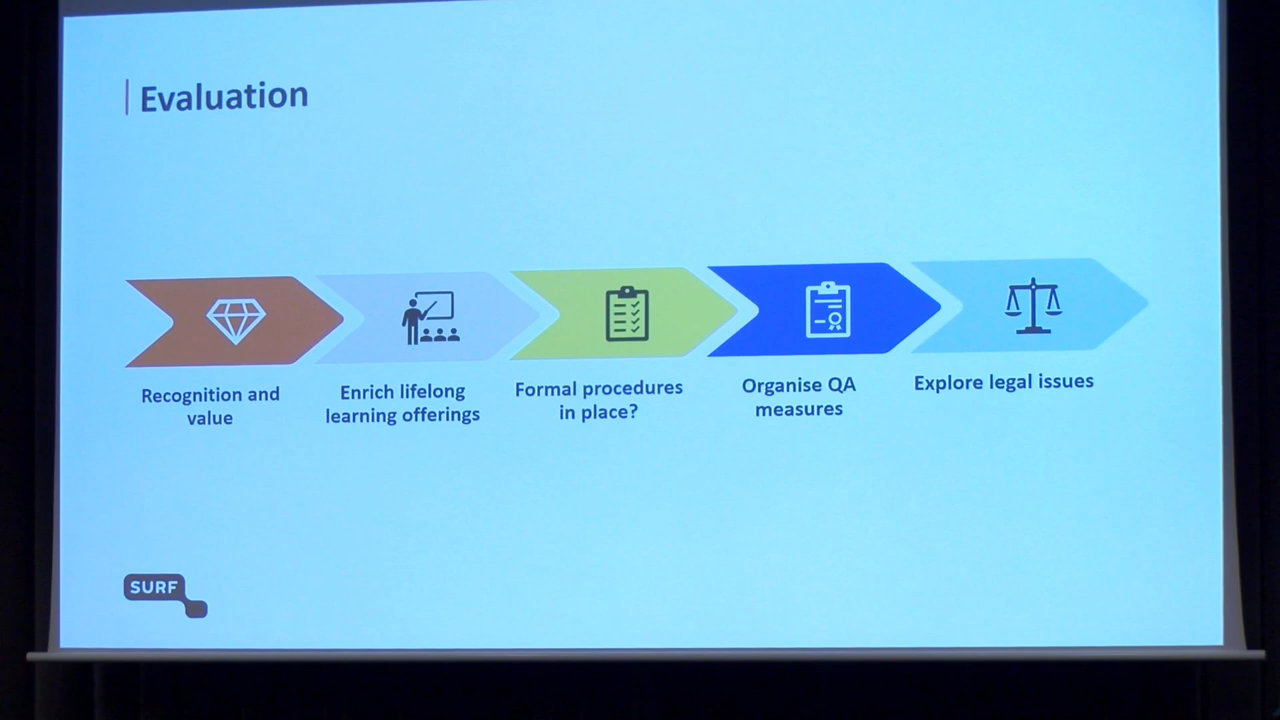 Evaluation
Recognition and
value
Enrich lifelong
learning offerings
Formal procedures
in place?
Organise QA
measures
Explore legal issues
SURF